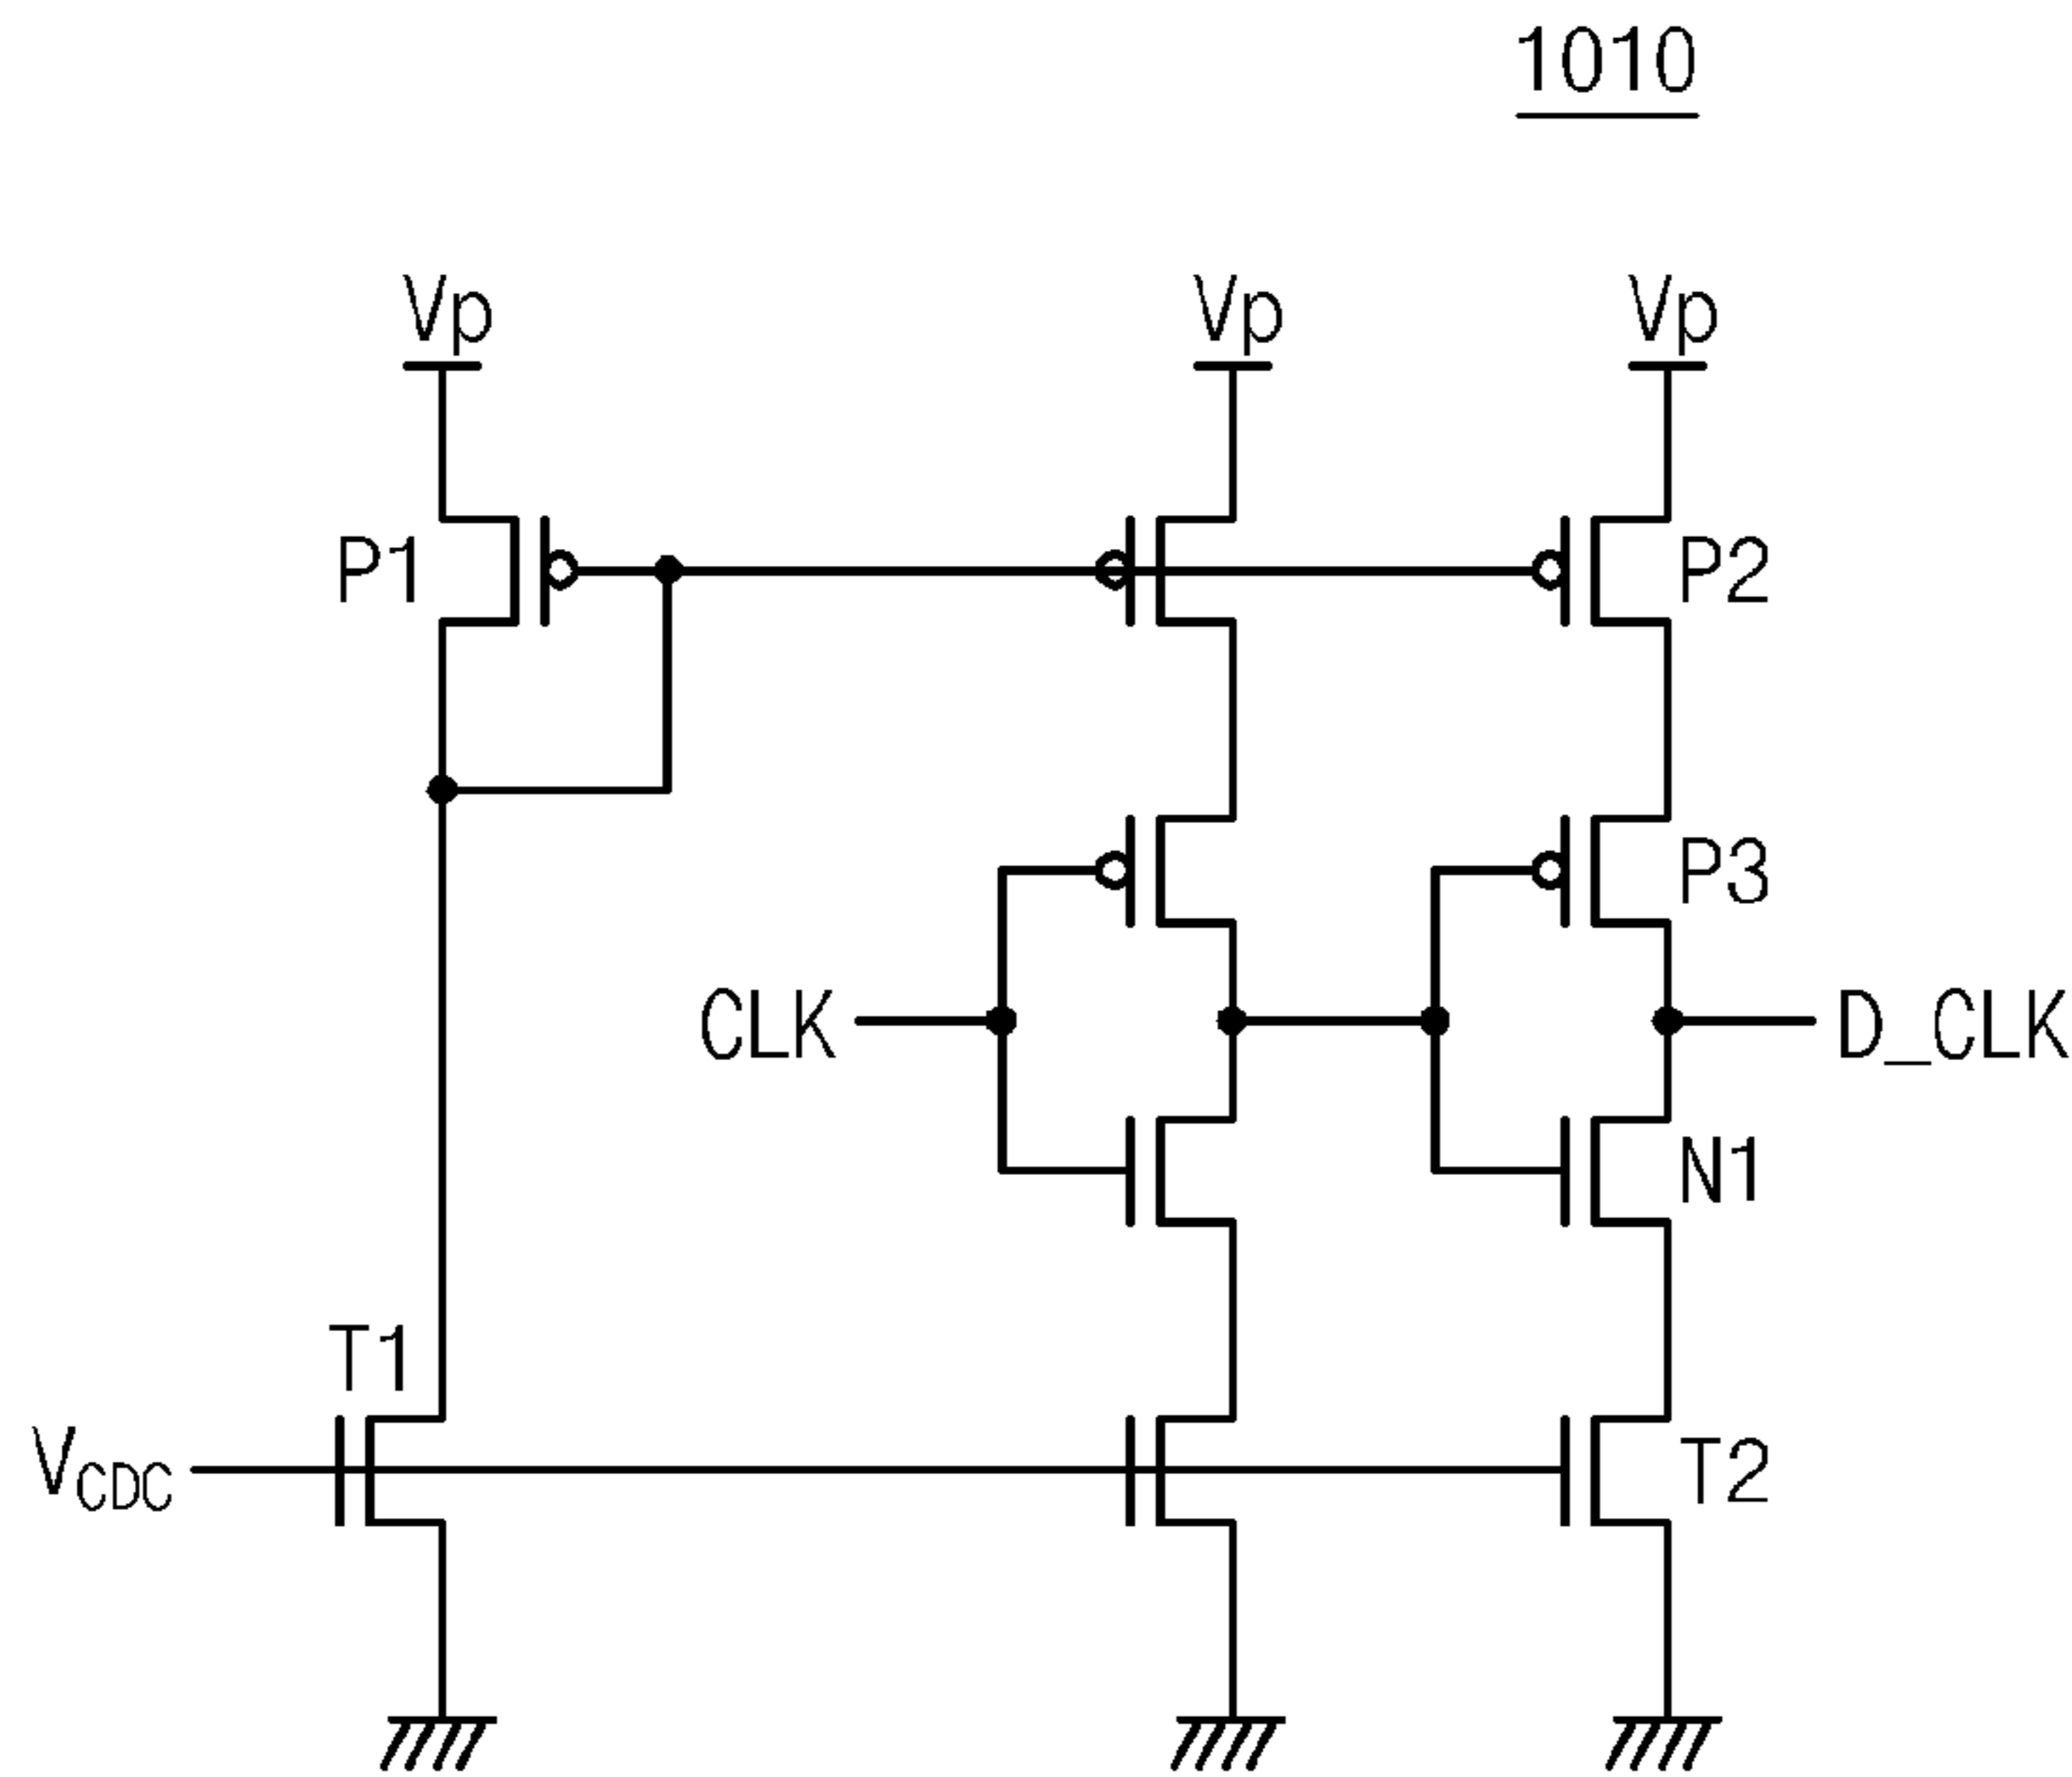 1010
Vp Vp Vp
P1 P2
P3
CLK D_CLK
N1
T1
VCDC T2